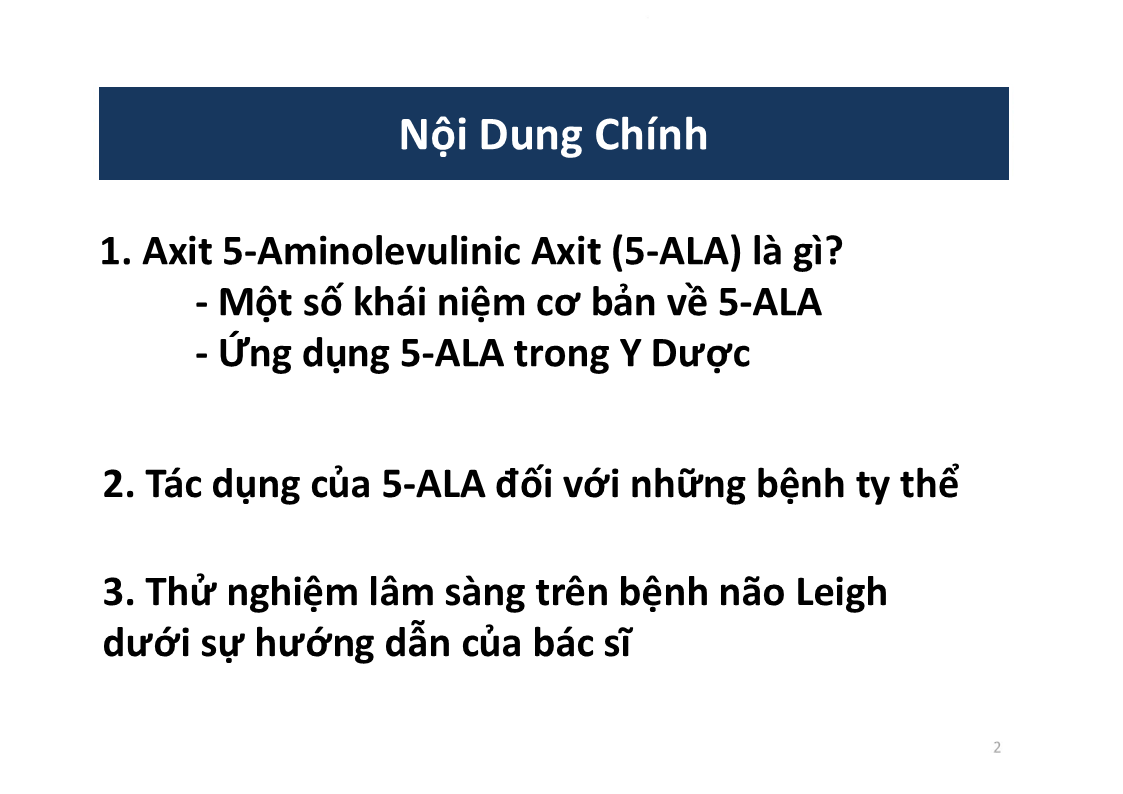 Nội Dung Chính
1. Axit 5-Aminolevulinic Axit (5-ALA) là gì?
- Một số khái niệm cơ bản về 5-ALA
- Ứng dụng 5-ALA trong Y Dược
2. Tác dụng của 5-ALA đối với những bệnh ty thể
3. Thử nghiệm lâm sàng trên bệnh não Leigh
dưới sự hướng dẫn của bác sĩ
2